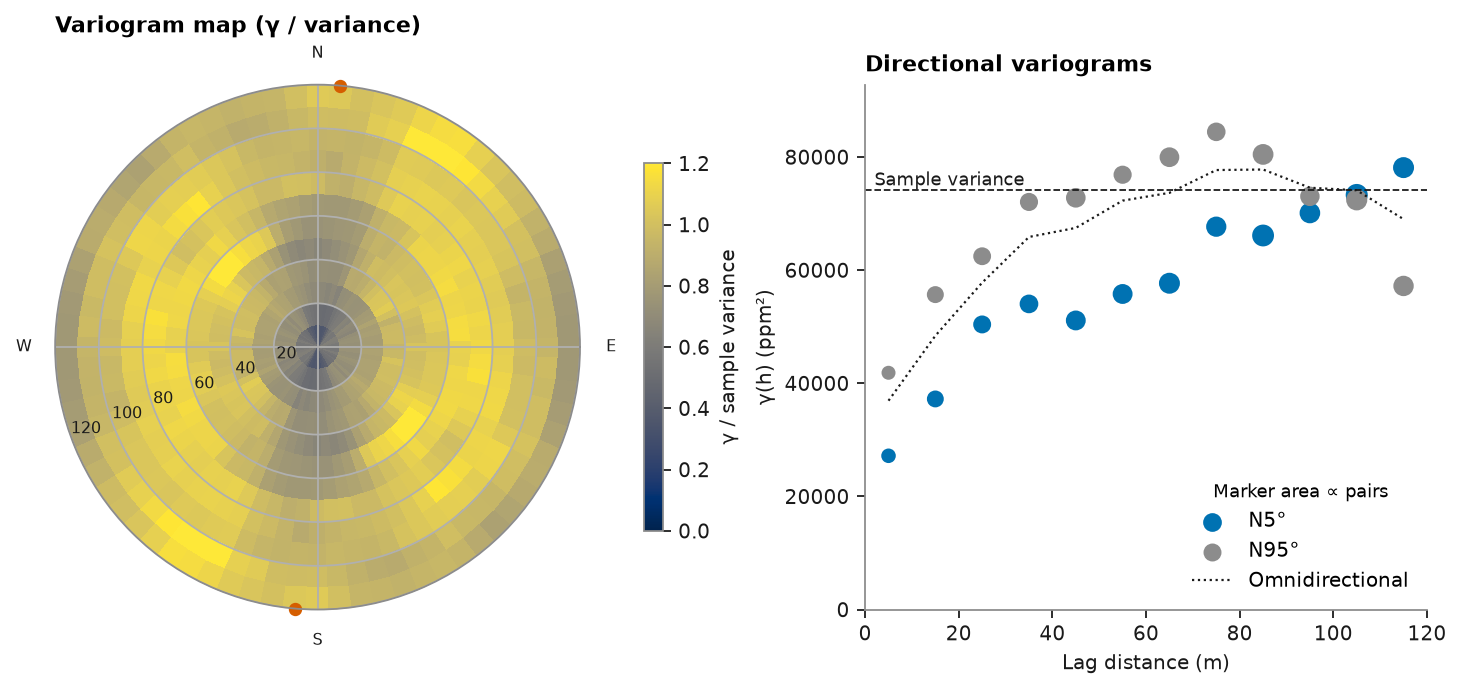 Variogram map (γ / variance)
N
W
E
S
20
40
60
80
100
120
1.2
1.0
0.8
0.6
0.4
0.2
0.0
γ / sample variance
Directional variograms
Sample variance
80000
60000
40000
20000
0
γ(h) (ppm²)
0 20 40 60 80 100 120
Lag distance (m)
Marker area ∝ pairs
N5°
N95°
Omnidirectional